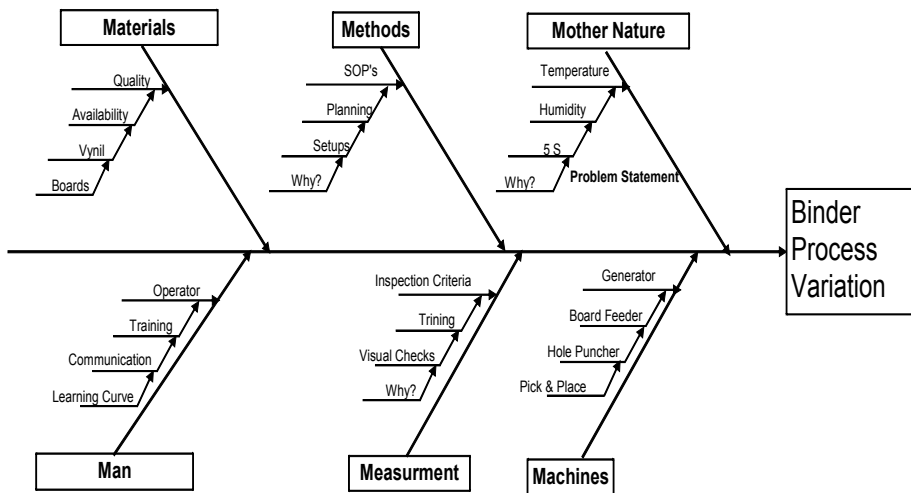 Materials
Methods
Mother Nature
Quality
Availability
Vynil
Boards
SOP's
Planning
Setups
Why?
Temperature
Humidity
5 S
Why?
Problem Statement
Binder
Process
Variation
Operator
Training
Communication
Learning Curve
Inspection Criteria
Trining
Visual Checks
Why?
Generator
Board Feeder
Hole Puncher
Pick & Place
Man
Measurment
Machines